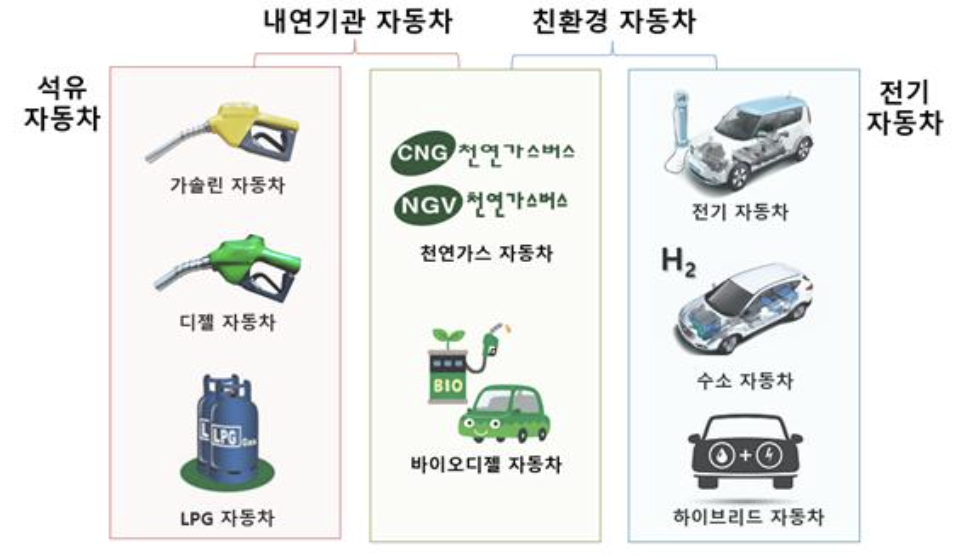 내연기관 자동차
친환경 자동차
석유
자동차
가솔린 자동차
디젤 자동차
L LPG Gas
LPG 자동차
CNG 천연가스버스
NGV 천연가스버스
천연가스 자동차
BIO
바이오디젤 자동차
전기
자동차
전기 자동차
H₂
수소 자동차
+
하이브리드 자동차